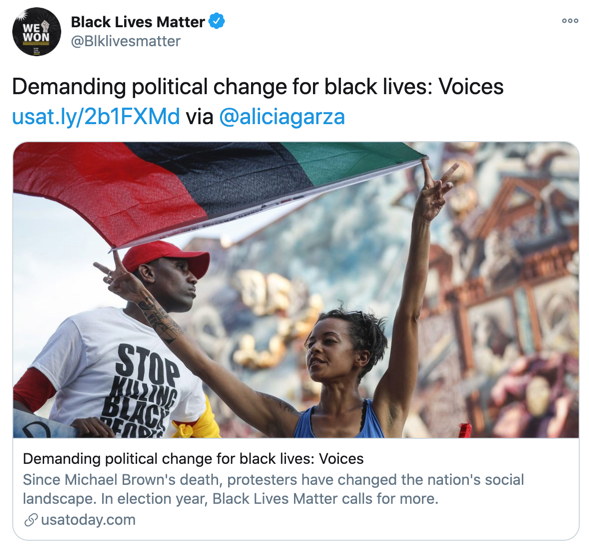 WE
WON
Black Lives Matter
@Blklivesmatter
Demanding political change for black lives: Voices
usat.ly/2b1FXMd via @aliciagarza
STOP
KILLING
BLACK
PEOPLE
Demanding political change for black lives: Voices
Since Michael Brown's death, protesters have changed the nation's social
landscape. In election year, Black Lives Matter calls for more.
usatoday.com